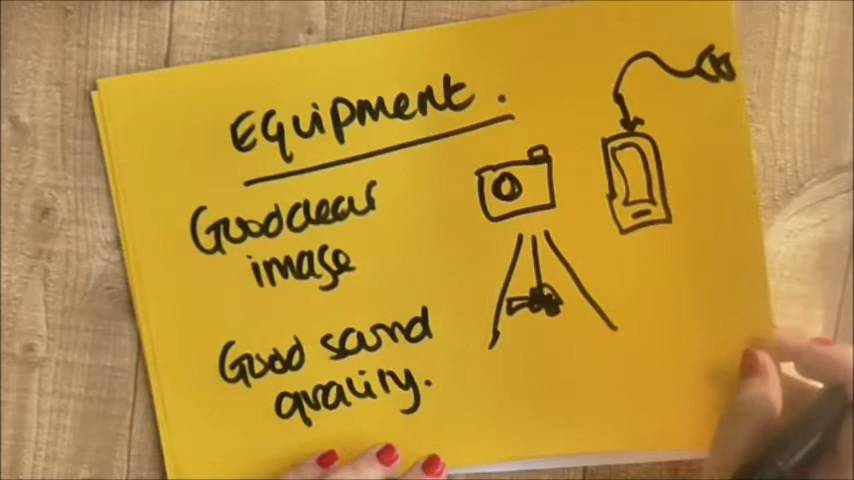 Equipment.
Good clear
image
Good sound
quality.